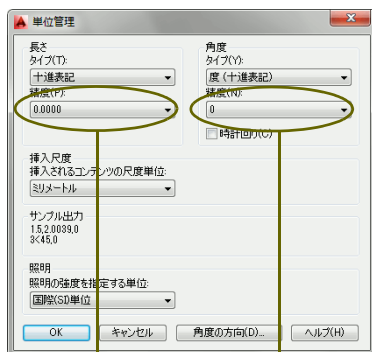 単位管理
長さ
タイプ(T):
十進表記
精度(P):
0.0000
角度
タイプ(Y):
度 (十進表記)
精度(N):
0
時計回り(C)
挿入尺度
挿入されるコンテンツの尺度単位:
ミリメートル
サンプル出力
1.5,2.0039,0
3<45,0
照明
照明の強度を指定する単位:
国際(SI)単位
OK キャンセル 角度の方向(D)... ヘルプ(H)